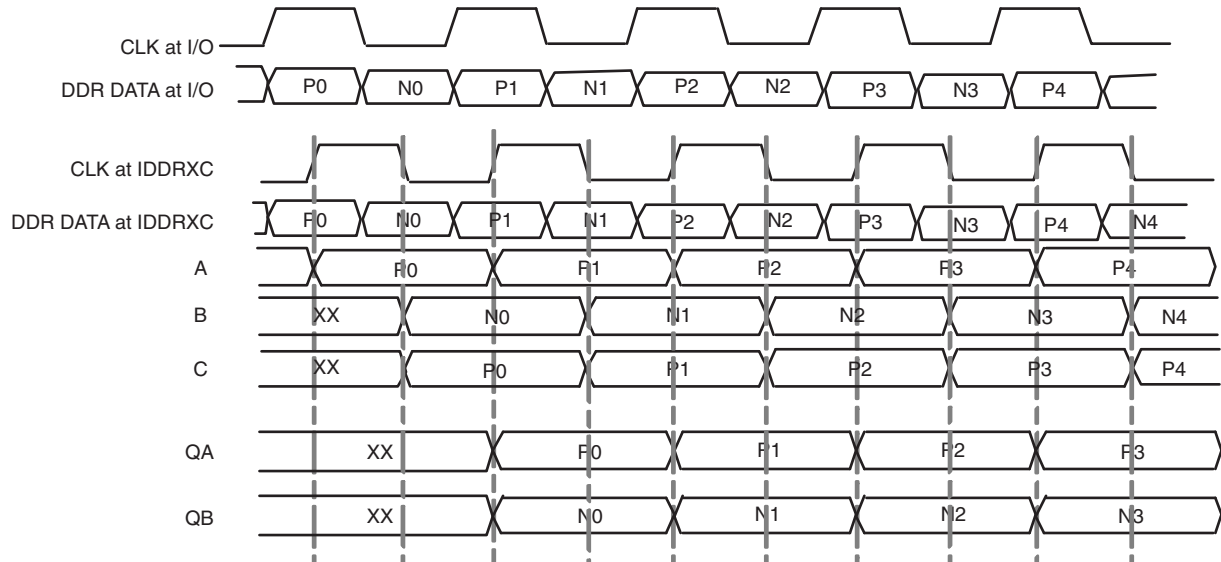 CLK at I/O
DDR DATA at I/O P0 N0 P1 N1 P2 N2 P3 N3 P4
CLK at IDDRXC
DDR DATA at IDDRXC P0 N0 P1 N1 P2 N2 P3 N3 P4 N4
A P0 P1 P2 P3 P4
B XX N0 N1 N2 N3 N4
C XX P0 P1 P2 P3 P4
QA XX P0 P1 P2 P3
QB XX N0 N1 N2 N3